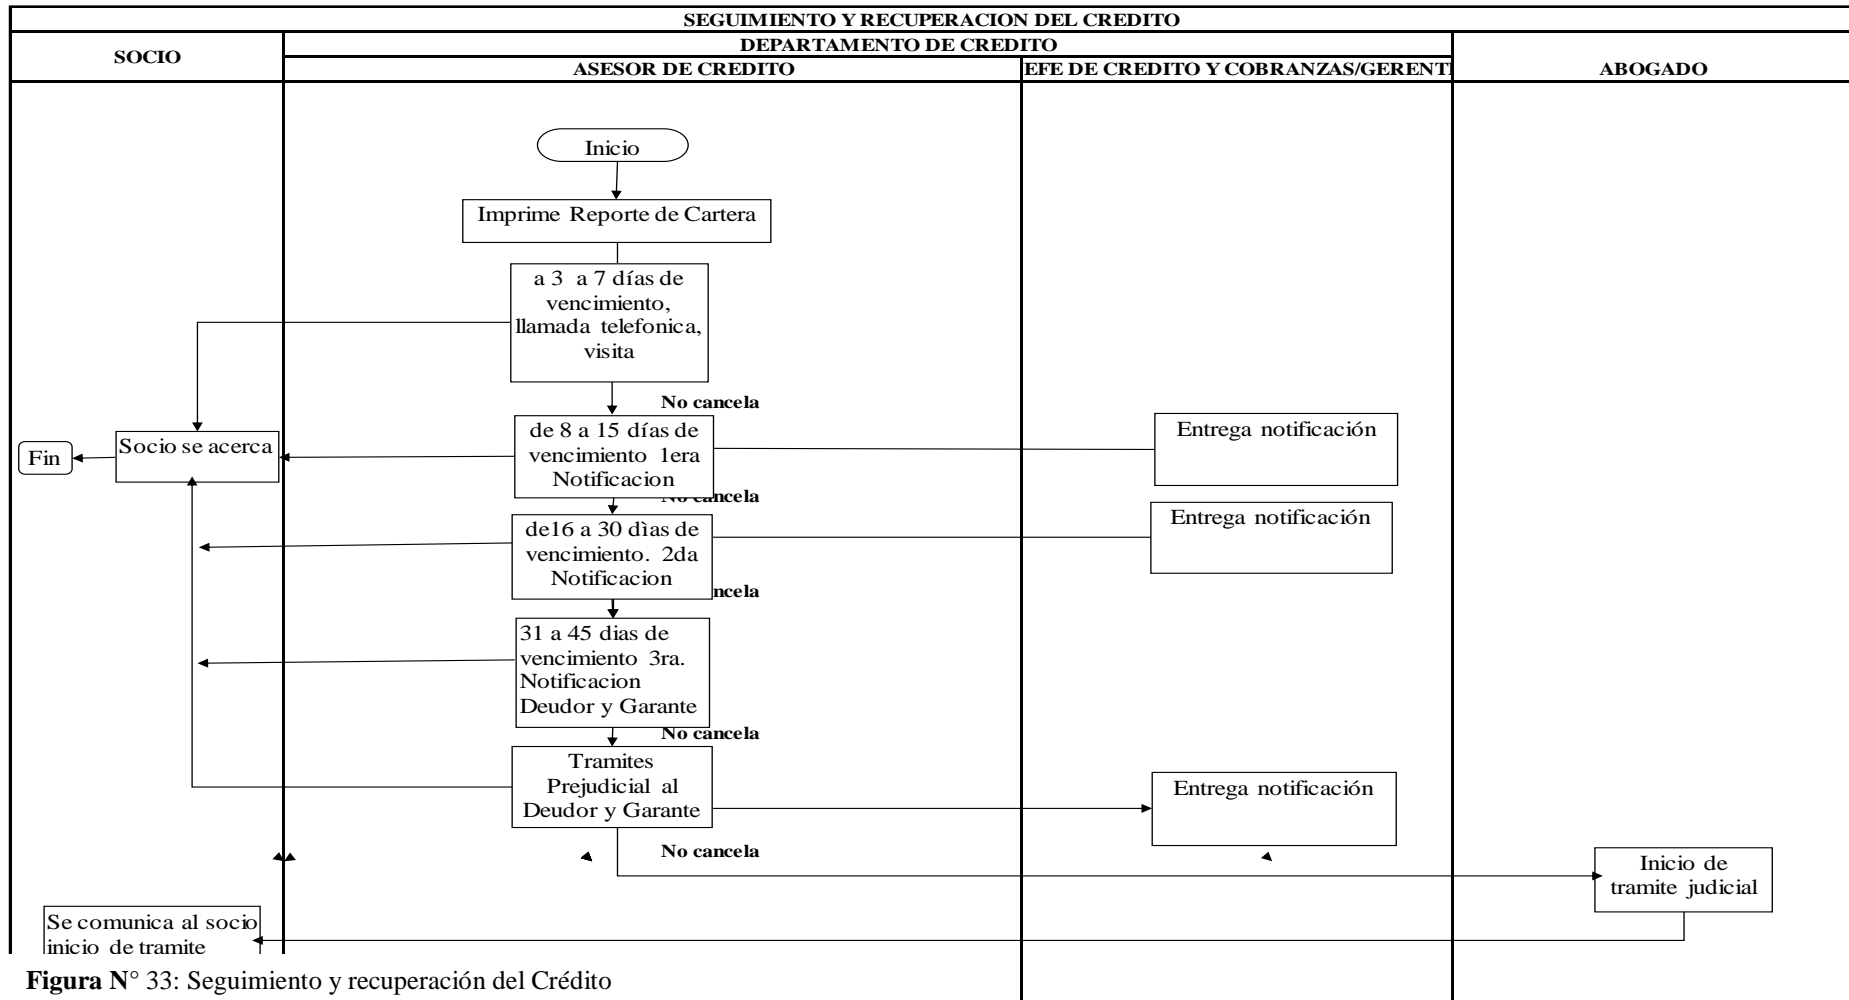 SEGUIMIENTO Y RECUPERACION DEL CREDITO
SOCIO
DEPARTAMENTO DE CREDITO
ASESOR DE CREDITO
EFE DE CREDITO Y COBRANZAS/GERENT
ABOGADO
Inicio
Imprime Reporte de Cartera
a 3 a 7 días de
vencimiento,
llamada telefonica,
visita
No cancela
Fin
Socio se acerca
de 8 a 15 días de
vencimiento 1era
Notificacion
Entrega notificación
No cancela
de16 a 30 dìas de
vencimiento. 2da
Notificacion
Entrega notificación
ncela
31 a 45 dias de
vencimiento 3ra.
Notificacion
Deudor y Garante
No cancela
Tramites
Prejudicial al
Deudor y Garante
Entrega notificación
No cancela
Inicio de
tramite judicial
Se comunica al socio
inicio de tramite
Figura N° 33: Seguimiento y recuperación del Crédito